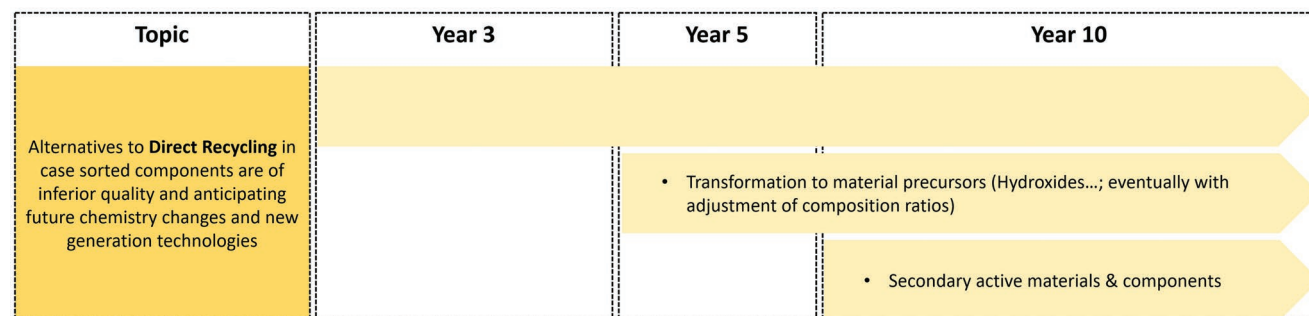 Topic
Year 3
Year 5
Year 10
Alternatives to Direct Recycling in
case sorted components are of
inferior quality and anticipating
future chemistry changes and new
generation technologies
• Transformation to material precursors (Hydroxides...; eventually with
adjustment of composition ratios)
• Secondary active materials & components